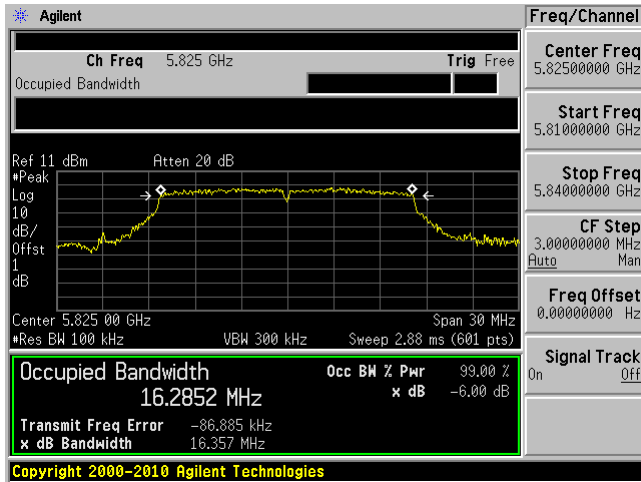 Agilent
Ch Freq 5.825 GHz Trig Free
Occupied Bandwidth
Ref 11 dBm Atten 20 dB
#Peak
Log
10
dB/
Offst
1
dB
Center 5.825 00 GHz Span 30 MHz
#Res BW 100 kHz VBW 300 kHz Sweep 2.88 ms (601 pts)
Occupied Bandwidth Occ BW % Pwr 99.00 %
16.2852 MHz x dB -6.00 dB
Transmit Freq Error -86.885 kHz
x dB Bandwidth 16.357 MHz
Copyright 2000-2010 Agilent Technologies
Freq/Channel
Center Freq
5.82500000 GHz
Start Freq
5.81000000 GHz
Stop Freq
5.84000000 GHz
CF Step
3.00000000 MHz
Auto Man
Freq Offset
0.00000000 Hz
Signal Track
On Off